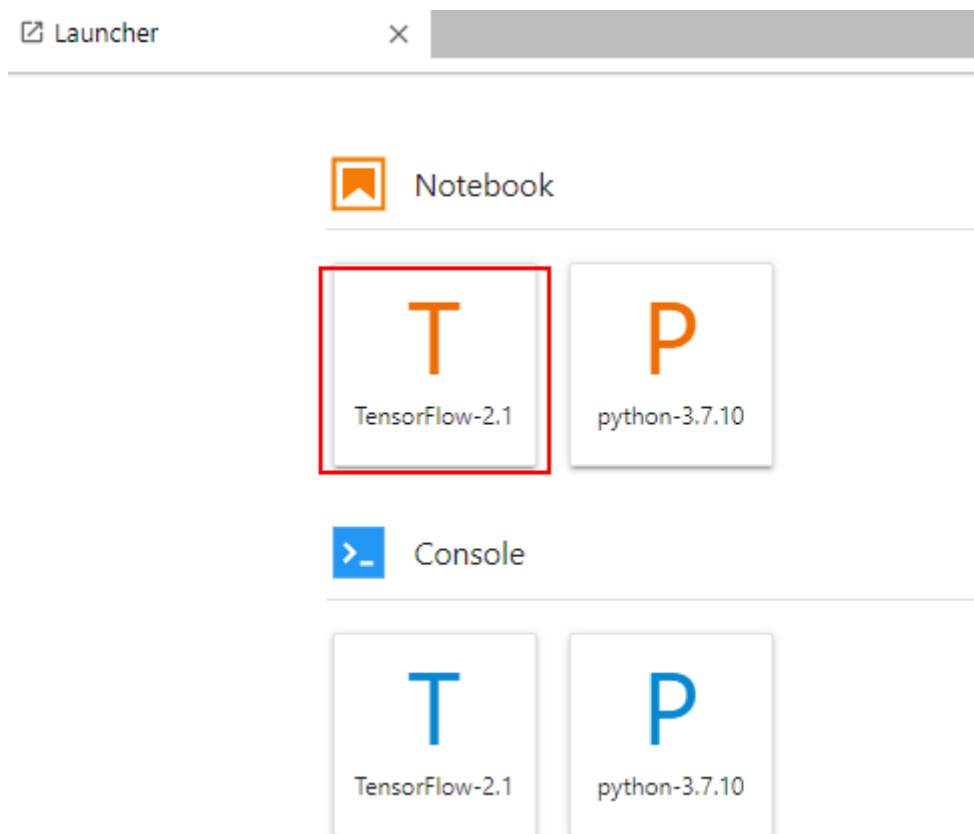 Launcher
Notebook
T P
TensorFlow-2.1 python-3.7.10
Console
T P
TensorFlow-2.1 python-3.7.10